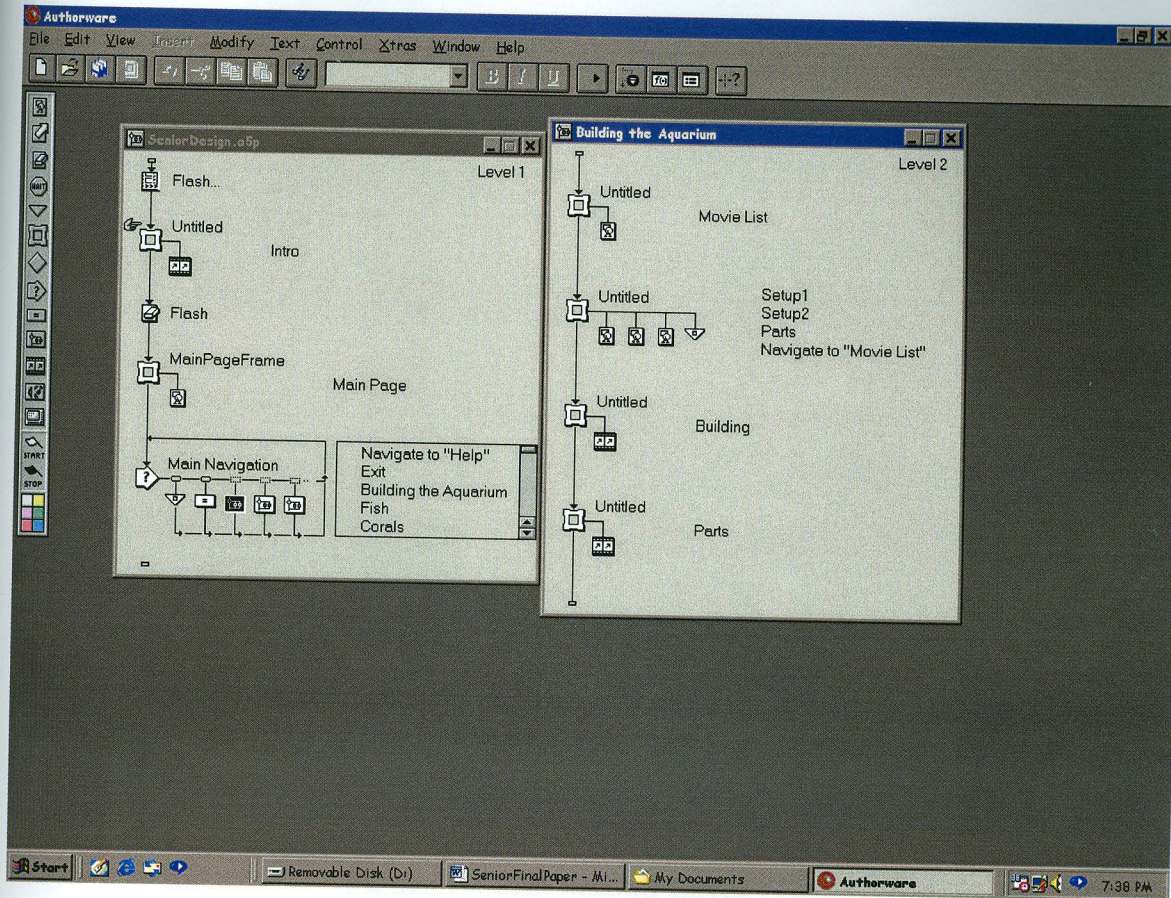 Authorware
File Edit View Insert Modify Text Control Xtras Window Help
B I U
SeniorDesign.a5p
Level 1
Flash...
Untitled
Intro
Flash
MainPageFrame
Main Page
Main Navigation
Navigate to "Help"
Exit
Building the Aquarium
Fish
Corals
Building the Aquarium
Level 2
Untitled
Movie List
Untitled
Setup1
Setup2
Parts
Navigate to "Movie List"
Untitled
Building
Untitled
Parts
WAIT
START
STOP
Start
Removable Disk (D:)
SeniorFinalPaper - Mi...
My Documents
Authorware
7:38 PM